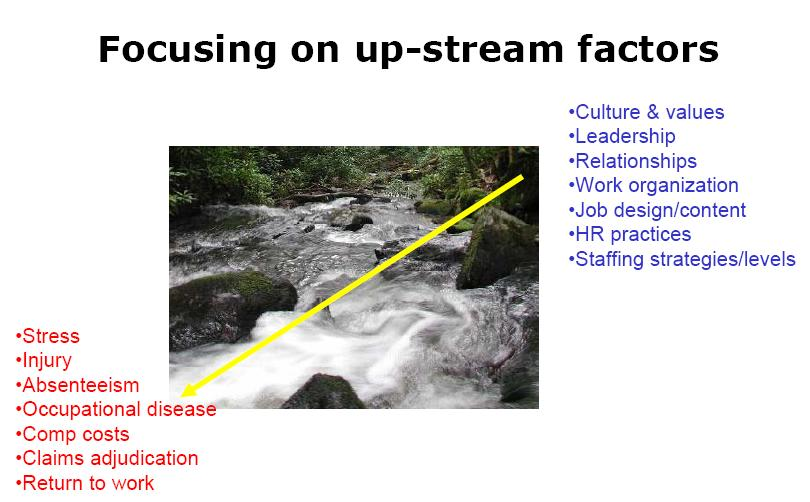 Focusing on up-stream factors
•Culture & values
•Leadership
•Relationships
•Work organization
•Job design/content
•HR practices
•Staffing strategies/levels
•Stress
•Injury
•Absenteeism
•Occupational disease
•Comp costs
•Claims adjudication
•Return to work